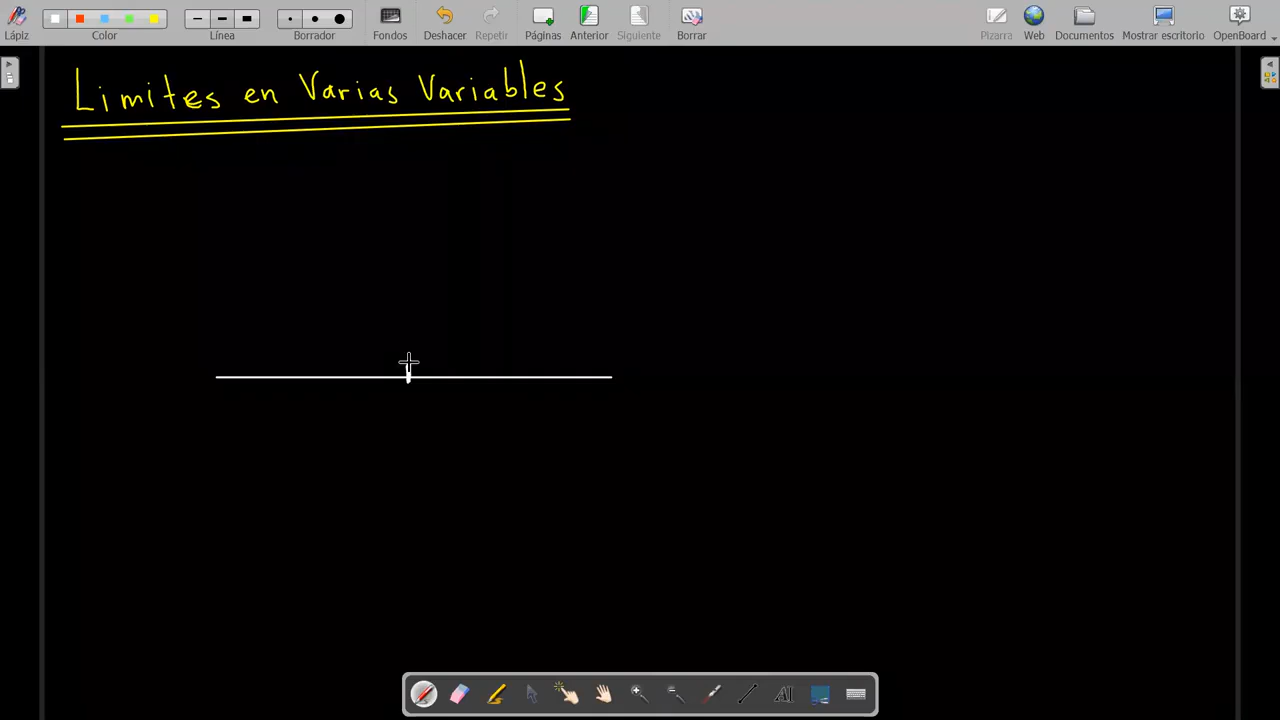 Lápiz Color Línea Borrador Fondos Deshacer Repetir Páginas Anterior Siguiente Borrar Pizarra Web Documentos Mostrar escritorio OpenBoard
Limites en Varias Variables
AI